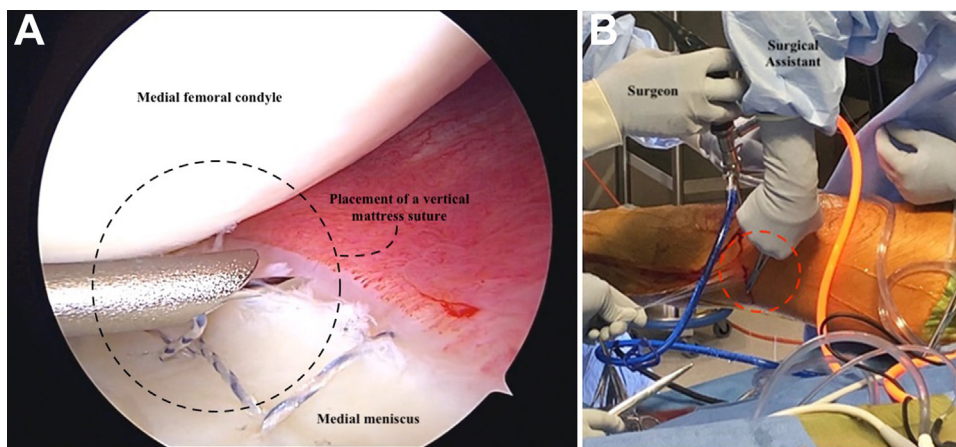 A
Medial femoral condyle
Placement of a vertical
mattress suture
Medial meniscus
B
Surgical
Assistant
Surgeon